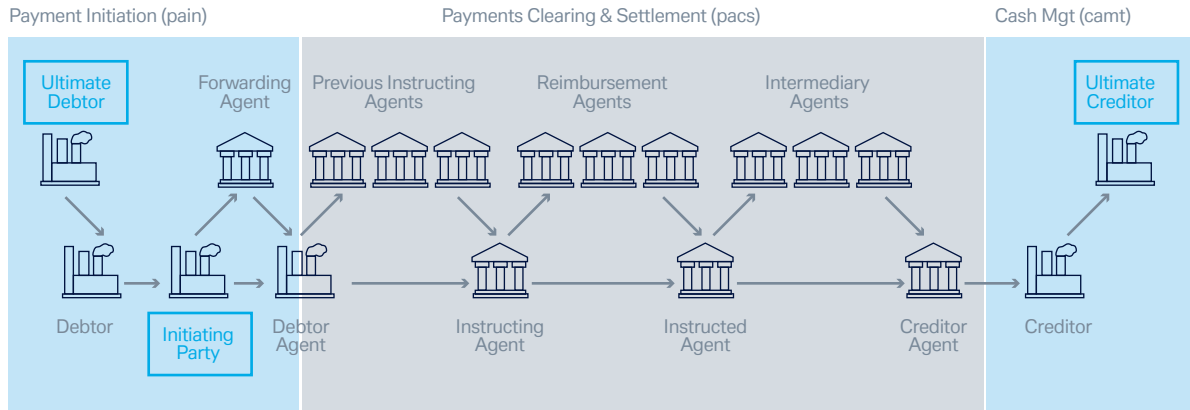 Payment Initiation (pain)
Payments Clearing & Settlement (pacs)
Cash Mgt (camt)
Ultimate
Debtor
Forwarding
Agent
Previous Instructing
Agents
Reimbursement
Agents
Intermediary
Agents
Ultimate
Creditor
Debtor
Initiating
Party
Debtor
Agent
Instructing
Agent
Instructed
Agent
Creditor
Agent
Creditor